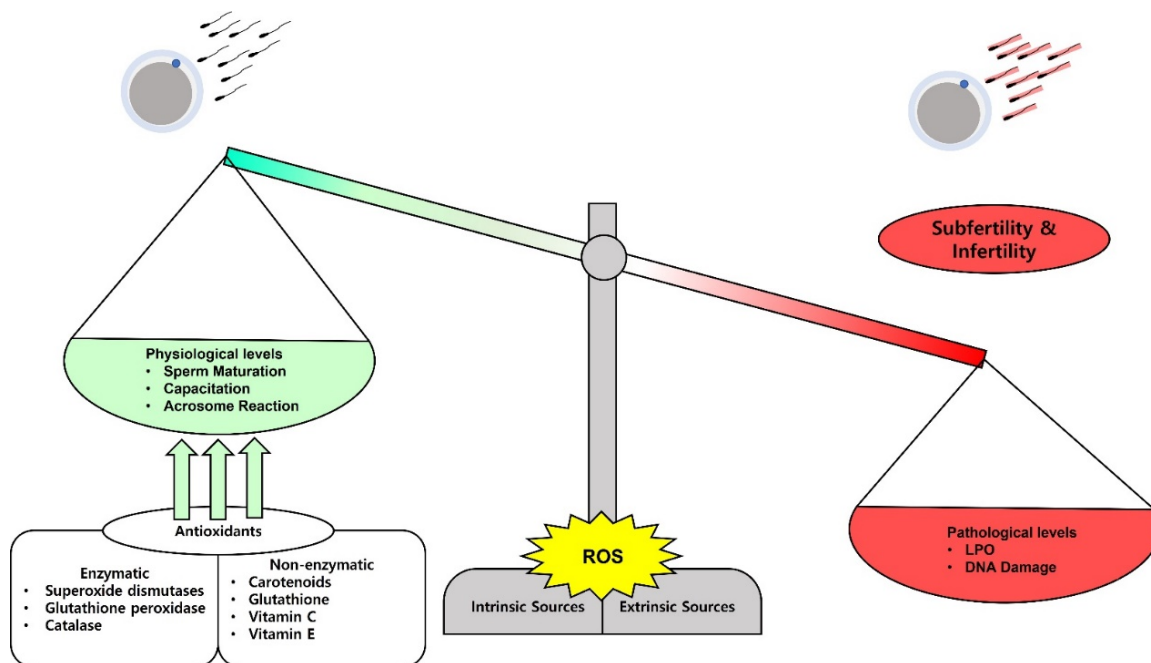 Subfertility &
Infertility
Physiological levels
• Sperm Maturation
• Capacitation
• Acrosome Reaction
Antioxidants
Enzymatic
• Superoxide dismutases
• Glutathione peroxidase
• Catalase
Non-enzymatic
• Carotenoids
• Glutathione
• Vitamin C
• Vitamin E
ROS
Intrinsic Sources
Extrinsic Sources
Pathological levels
• LPO
• DNA Damage